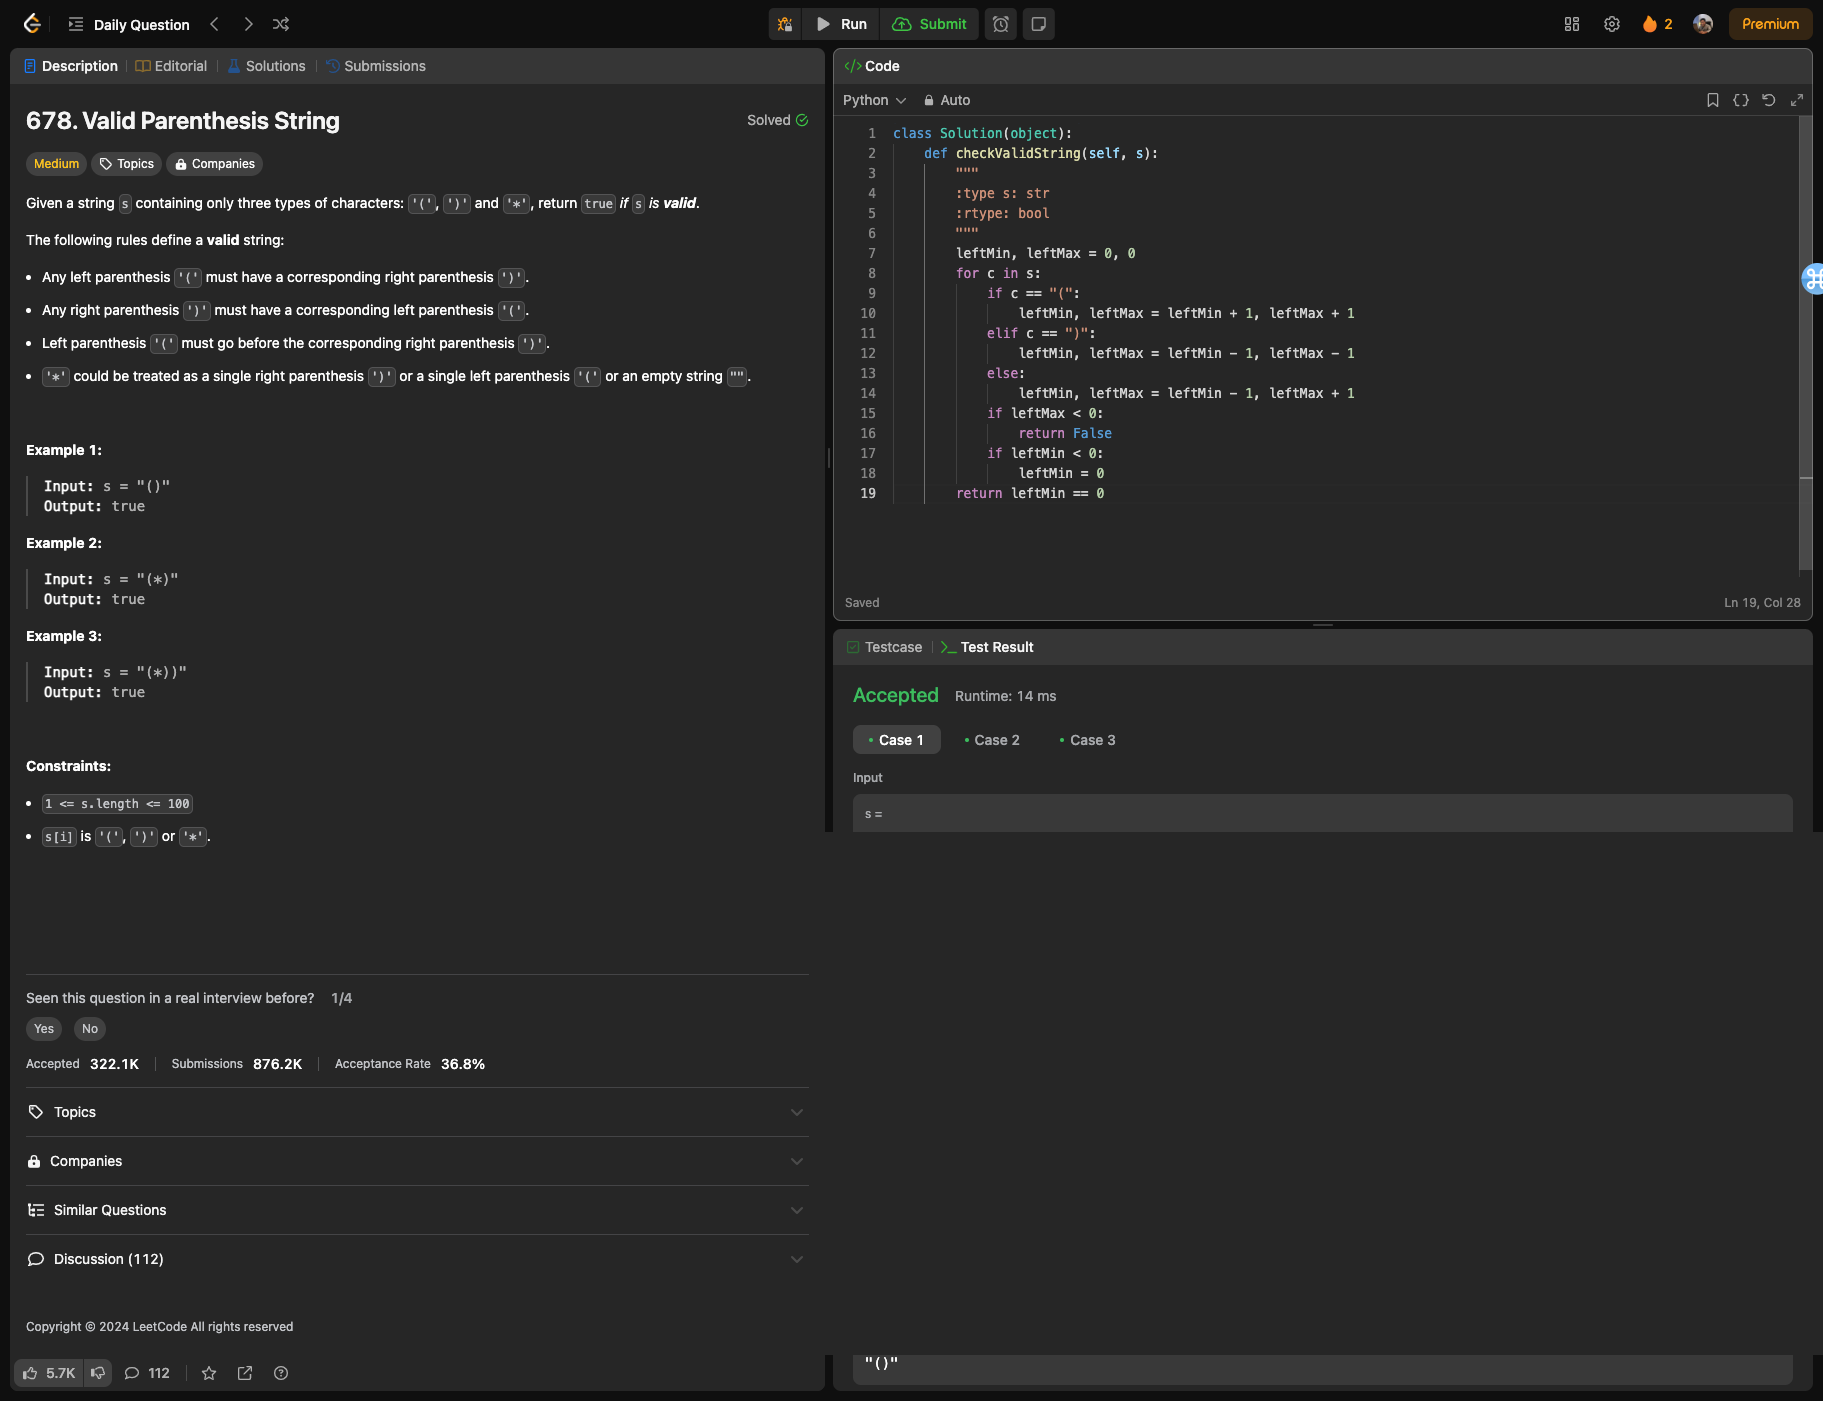 Daily Question
Run
Submit
2
Premium
Description
Editorial
Solutions
Submissions
678. Valid Parenthesis String
Solved
Medium
Topics
Companies
Given a string s containing only three types of characters: '(', ')' and '*', return true if s is valid.
The following rules define a valid string:
• Any left parenthesis '(' must have a corresponding right parenthesis ')'.
• Any right parenthesis ')' must have a corresponding left parenthesis '('.
• Left parenthesis '(' must go before the corresponding right parenthesis ')'.
• '*' could be treated as a single right parenthesis ')' or a single left parenthesis '(' or an empty string "".
Example 1:
Input: s = "()"
Output: true
Example 2:
Input: s = "(*)"
Output: true
Example 3:
Input: s = "(*))"
Output: true
Constraints:
• 1 <= s.length <= 100
• s[i] is '(', ')' or '*'.
Seen this question in a real interview before? 1/4
Yes
No
Accepted 322.1K
Submissions 876.2K
Acceptance Rate 36.8%
Topics
Companies
Similar Questions
Discussion (112)
Copyright © 2024 LeetCode All rights reserved
5.7K
112
</> Code
Python
Auto
1 class Solution(object):
2     def checkValidString(self, s):
3         """
4         :type s: str
5         :rtype: bool
6         """
7         leftMin, leftMax = 0, 0
8         for c in s:
9             if c == "(":
10                 leftMin, leftMax = leftMin + 1, leftMax + 1
11             elif c == ")":
12                 leftMin, leftMax = leftMin - 1, leftMax - 1
13             else:
14                 leftMin, leftMax = leftMin - 1, leftMax + 1
15             if leftMax < 0:
16                 return False
17             if leftMin < 0:
18                 leftMin = 0
19         return leftMin == 0
Saved
Ln 19, Col 28
Testcase
Test Result
Accepted
Runtime: 14 ms
• Case 1
• Case 2
• Case 3
Input
s =
"()"